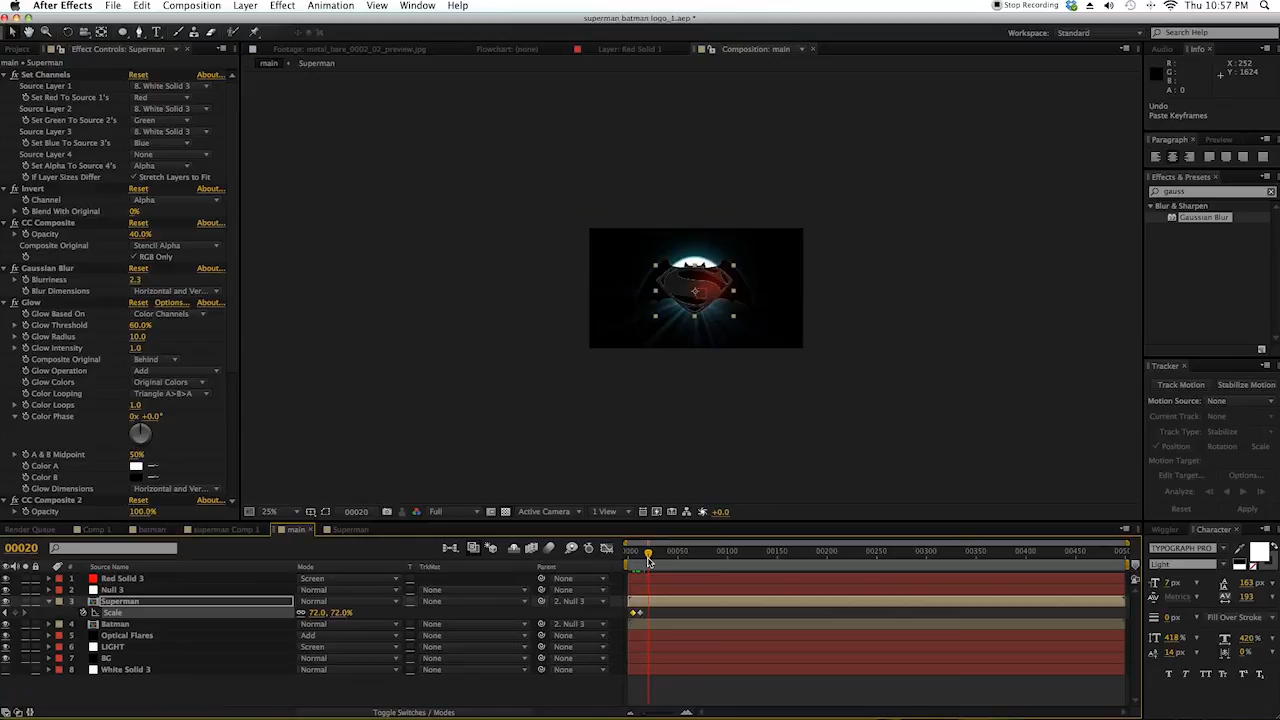 After Effects File Edit Composition Layer Effect Animation View Window Help
Stop Recording Thu 10:57 PM
superman batman logo_1.aep *
Workspace: Standard Search Help
Project Effect Controls: Superman
Footage: metal_bare_0002_02_preview.jpg Flowchart: (none) Layer: Red Solid 1 Composition: main
Audio Info
main • Superman
main Superman
R: X: 252
G: Y: 1624
B:
A: 0
Undo
Paste Keyframes
Set Channels Reset About...
Source Layer 1 8. White Solid 3
Set Red To Source 1's Red
Source Layer 2 8. White Solid 3
Set Green To Source 2's Green
Source Layer 3 8. White Solid 3
Set Blue To Source 3's Blue
Source Layer 4 None
Set Alpha To Source 4's Alpha
If Layer Sizes Differ Stretch Layers to Fit
Invert Reset About...
Channel Alpha
Blend With Original 0%
CC Composite Reset About...
Opacity 40.0%
Composite Original Stencil Alpha
RGB Only
Gaussian Blur Reset About...
Blurriness 2.3
Blur Dimensions Horizontal and Ver...
Glow Reset Options... About...
Glow Based On Color Channels
Glow Threshold 60.0%
Glow Radius 10.0
Glow Intensity 1.0
Composite Original Behind
Glow Operation Add
Glow Colors Original Colors
Color Looping Triangle A>B>A
Color Loops 1.0
Color Phase 0x +0.0°
A & B Midpoint 50%
Color A
Color B
Glow Dimensions Horizontal and Ver...
CC Composite 2 Reset About...
Opacity 100.0%
Paragraph Preview
Effects & Presets
gauss
Blur & Sharpen
Gaussian Blur
Tracker
Track Motion Stabilize Motion
Motion Source: None
Current Track: None
Track Type: Stabilize
Position Rotation Scale
Motion Target:
Edit Target... Options...
Analyze:
Reset Apply
25% 00020 Full Active Camera 1 View +0.0
Render Queue Comp 1 batman superman Comp 1 main Superman
00020
# Source Name Mode T TrkMat Parent
00050 00100 00150 00200 00250 00300 00350 00400 00450
1 Red Solid 3 Screen None
2 Null 3 Normal None None
3 Superman Normal None 2. Null 3
Scale 72.0, 72.0%
4 Batman Normal None 2. Null 3
5 Optical Flares Add None None
6 LIGHT Screen None None
7 BG Normal None None
8 White Solid 3 Normal None None
Toggle Switches / Modes
Wiggler Character
TYPOGRAPH PRO
Light
7 px 163 px
Metrics 193
0 px Fill Over Stroke
418 % 420 %
14 px 0 %
T T TT Tt T T